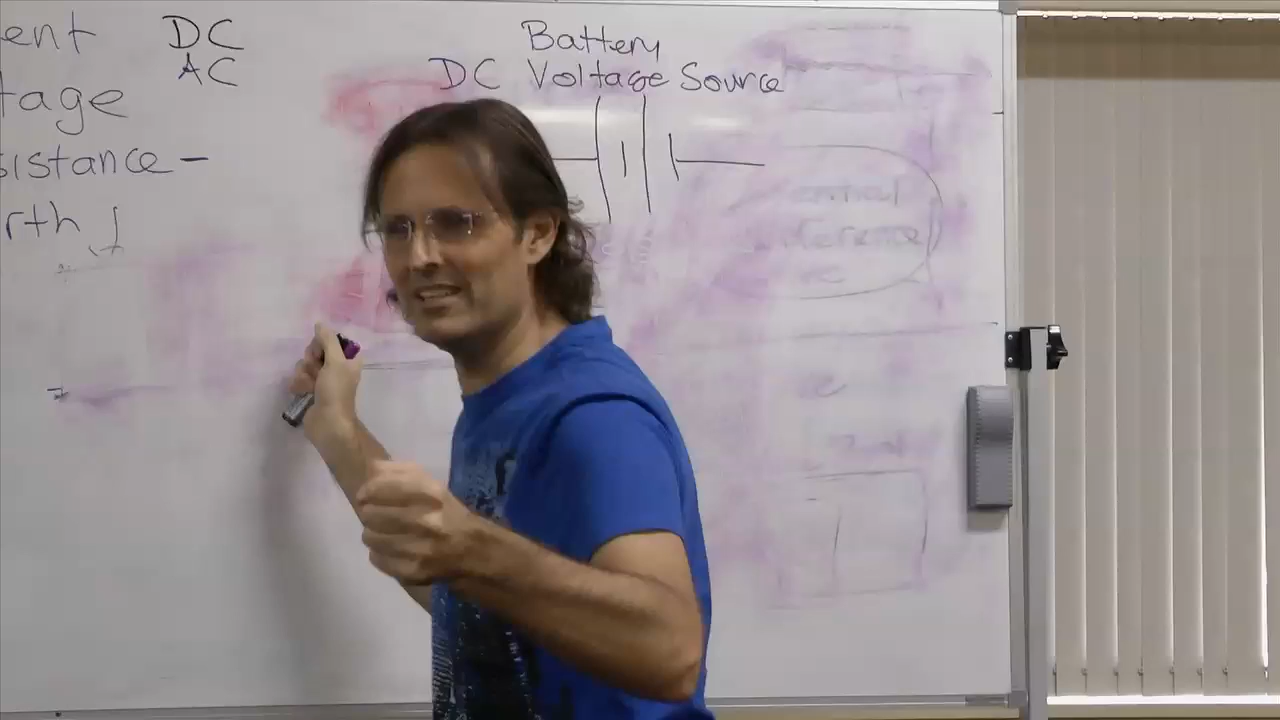 ent DC
AC
tage
sistance -
rth
Battery
DC Voltage Source